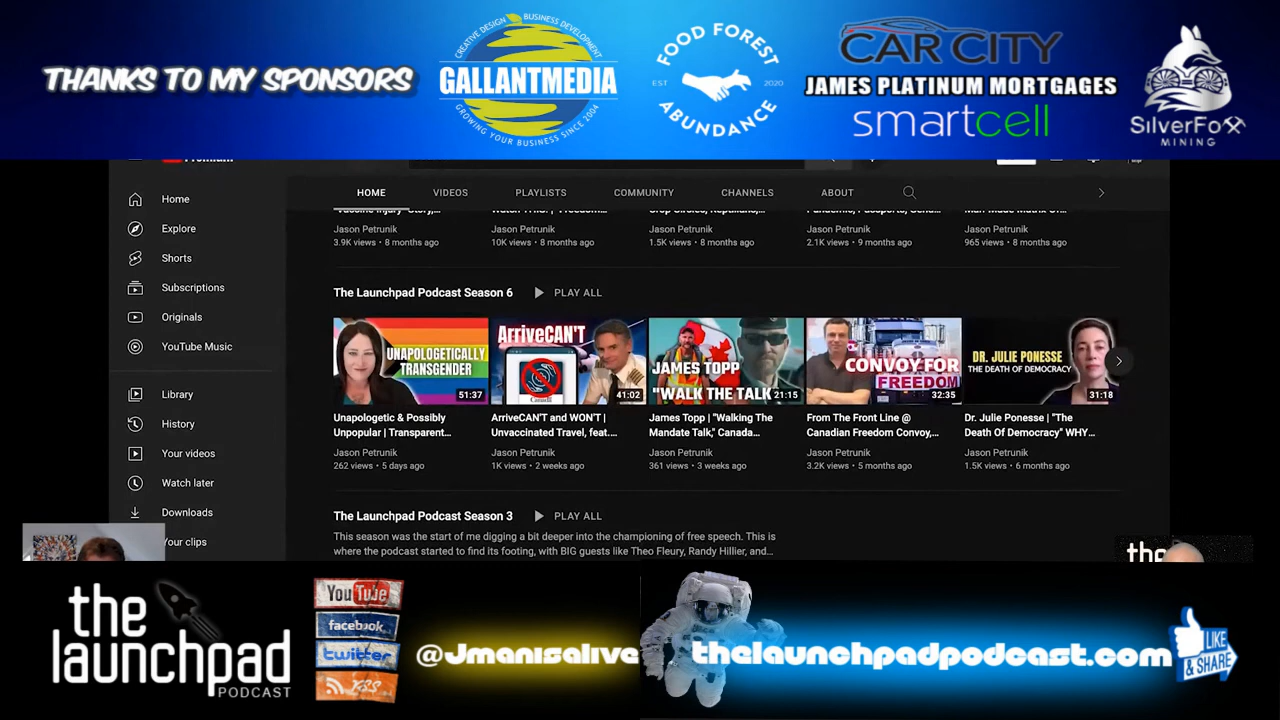 THANKS TO MY SPONSORS
CREATIVE DESIGN BUSINESS DEVELOPMENT
GALLANTMEDIA
GROWING YOUR BUSINESS SINCE 2004
FOOD FOREST
EST 2020
ABUNDANCE
CAR CITY
JAMES PLATINUM MORTGAGES
smartcell
SILVERFOX
MINING
Premium
Home
Explore
Shorts
Subscriptions
Originals
YouTube Music
Library
History
Your videos
Watch later
Downloads
Your clips
HOME VIDEOS PLAYLISTS COMMUNITY CHANNELS ABOUT
Jason Petrunik Jason Petrunik Jason Petrunik Jason Petrunik Jason Petrunik
3.9K views • 8 months ago 10K views • 8 months ago 1.5K views • 8 months ago 2.1K views • 9 months ago 965 views • 8 months ago
The Launchpad Podcast Season 6 PLAY ALL
UNAPOLOGETICALLY
TRANSGENDER
51:37
ArriveCAN'T
Canada
41:02
JAMES TOPP
"WALK THE TALK
21:15
CONVOY FOR
FREEDOM
32:35
DR. JULIE PONESSE
THE DEATH OF DEMOCRACY
31:18
Unapologetic & Possibly
Unpopular | Transparent...
Jason Petrunik
262 views • 5 days ago
ArriveCAN'T and WON'T |
Unvaccinated Travel, feat....
Jason Petrunik
1K views • 2 weeks ago
James Topp | "Walking The
Mandate Talk," Canada...
Jason Petrunik
361 views • 3 weeks ago
From The Front Line @
Canadian Freedom Convoy,...
Jason Petrunik
3.2K views • 5 months ago
Dr. Julie Ponesse | "The
Death Of Democracy" WHY...
Jason Petrunik
1.5K views • 6 months ago
The Launchpad Podcast Season 3 PLAY ALL
This season was the start of me digging a bit deeper into the championing of free speech. This is
where the podcast started to find its footing, with BIG guests like Theo Fleury, Randy Hillier, and...
the
the
launchpad
PODCAST
YouTube
facebook
twitter
RSS
@Jmanisalive
thelaunchpadpodcast.com
LIKE
& SHARE